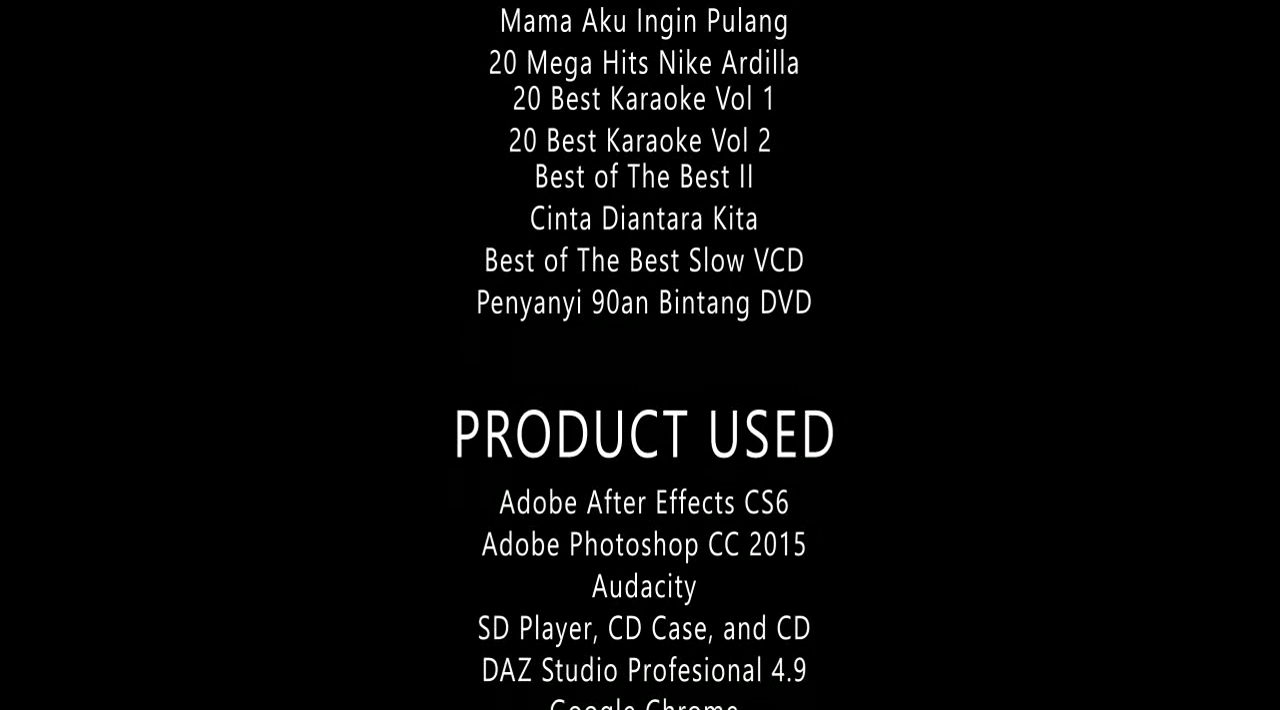 Mama Aku Ingin Pulang
20 Mega Hits Nike Ardilla
20 Best Karaoke Vol 1
20 Best Karaoke Vol 2
Best of The Best II
Cinta Diantara Kita
Best of The Best Slow VCD
Penyanyi 90an Bintang DVD
PRODUCT USED
Adobe After Effects CS6
Adobe Photoshop CC 2015
Audacity
SD Player, CD Case, and CD
DAZ Studio Profesional 4.9
Google Chrome